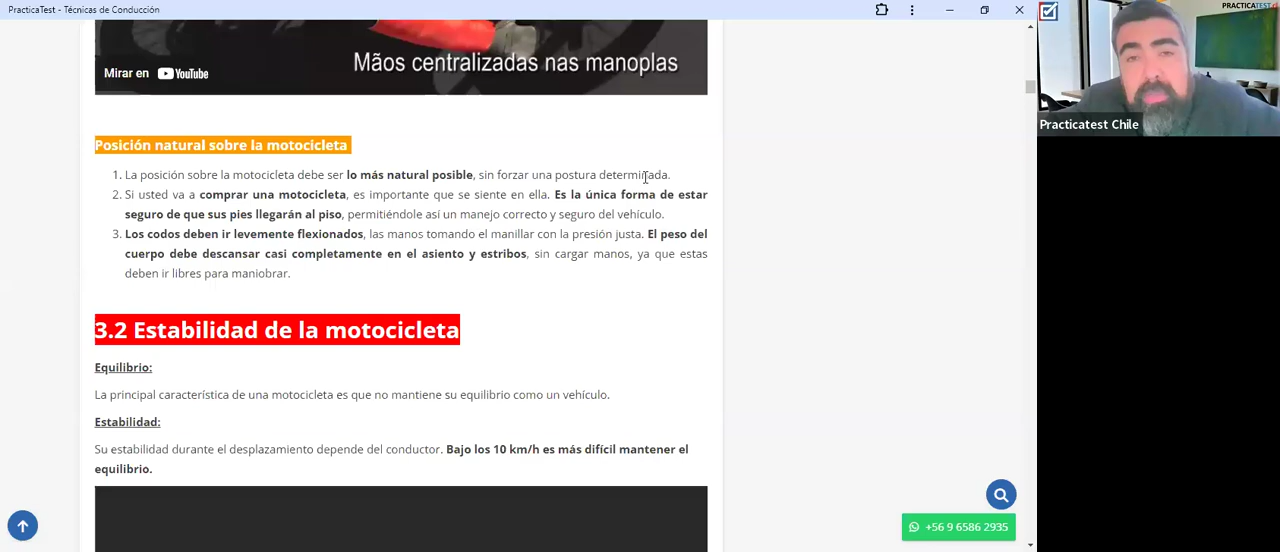 PracticaTest - Técnicas de Conducción
PRACTICATEST
Mirar en YouTube
Mãos centralizadas nas manoplas
Practicatest Chile
Posición natural sobre la motocicleta
1. La posición sobre la motocicleta debe ser lo más natural posible, sin forzar una postura determinada.
2. Si usted va a comprar una motocicleta, es importante que se siente en ella. Es la única forma de estar
seguro de que sus pies llegarán al piso, permitiéndole así un manejo correcto y seguro del vehículo.
3. Los codos deben ir levemente flexionados, las manos tomando el manillar con la presión justa. El peso del
cuerpo debe descansar casi completamente en el asiento y estribos, sin cargar manos, ya que estas
deben ir libres para maniobrar.
3.2 Estabilidad de la motocicleta
Equilibrio:
La principal característica de una motocicleta es que no mantiene su equilibrio como un vehículo.
Estabilidad:
Su estabilidad durante el desplazamiento depende del conductor. Bajo los 10 km/h es más difícil mantener el
equilibrio.
+56 9 6586 2935